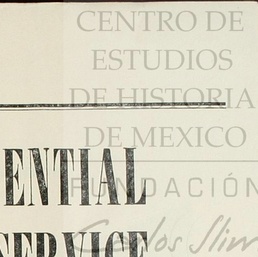 CENTRO DE
ESTUDIOS
DE HISTORIA
DE MEXICO
ENTIAL
FUNDACIÓN
SERVICE
Carlos Slim